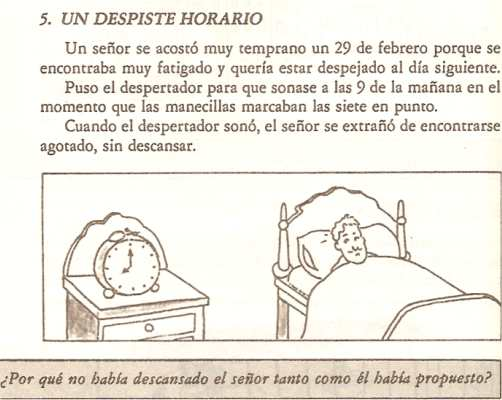 5. UN DESPISTE HORARIO
Un señor se acostó muy temprano un 29 de febrero porque se
encontraba muy fatigado y quería estar despejado al día siguiente.
Puso el despertador para que sonase a las 9 de la mañana en el
momento que las manecillas marcaban las siete en punto.
Cuando el despertador sonó, el señor se extrañó de encontrarse
agotado, sin descansar.
¿Por qué no había descansado el señor tanto como él había propuesto?